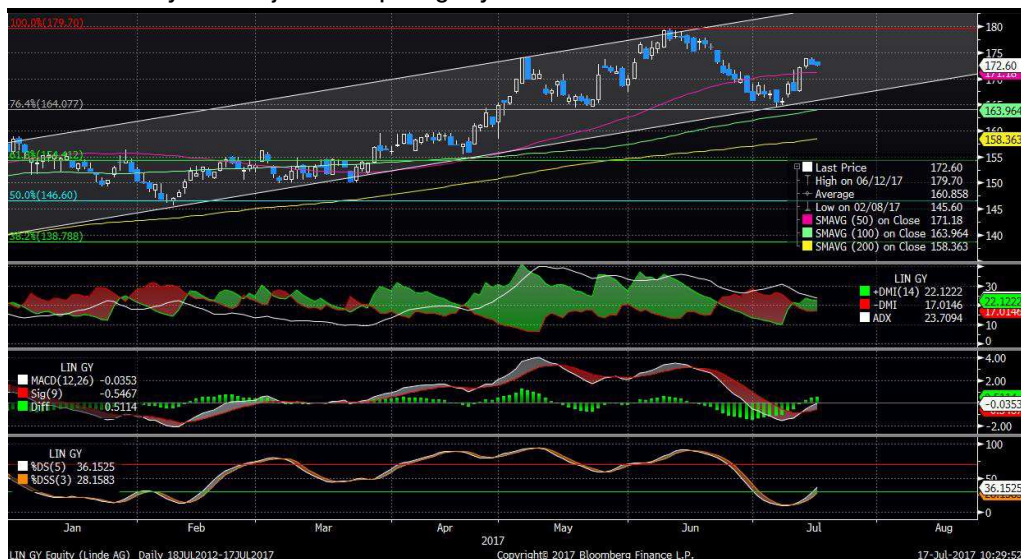 100.0%(179.70)
76.4%(164.077)
50.0%(146.60)
38.2%(138.788)
180
175
172.60
171.18
170
165
163.964
160
158.363
155
150
145
140
Last Price 172.60
High on 06/12/17 179.70
Average 160.858
Low on 02/08/17 145.60
SMAVG (50) on Close 171.18
SMAVG (100) on Close 163.964
SMAVG (200) on Close 158.363
LIN GY
+DMI(14) 22.1222
-DMI 17.0146
ADX 23.7094
30
22.1222
17.0146
10
0
LIN GY
MACD(12,26) -0.0353
Sig(9) -0.5467
Diff 0.5114
4.00
2.00
-0.0353
-2.00
LIN GY
%DS(5) 36.1525
%DSS(3) 28.1583
100
50
36.1525
0
Jan Feb Mar Apr May Jun Jul Aug
2017
LIN GY Equity (Linde AG) Daily 18JUL2012-17JUL2017 Copyright© 2017 Bloomberg Finance L.P. 17-Jul-2017 10:29:52